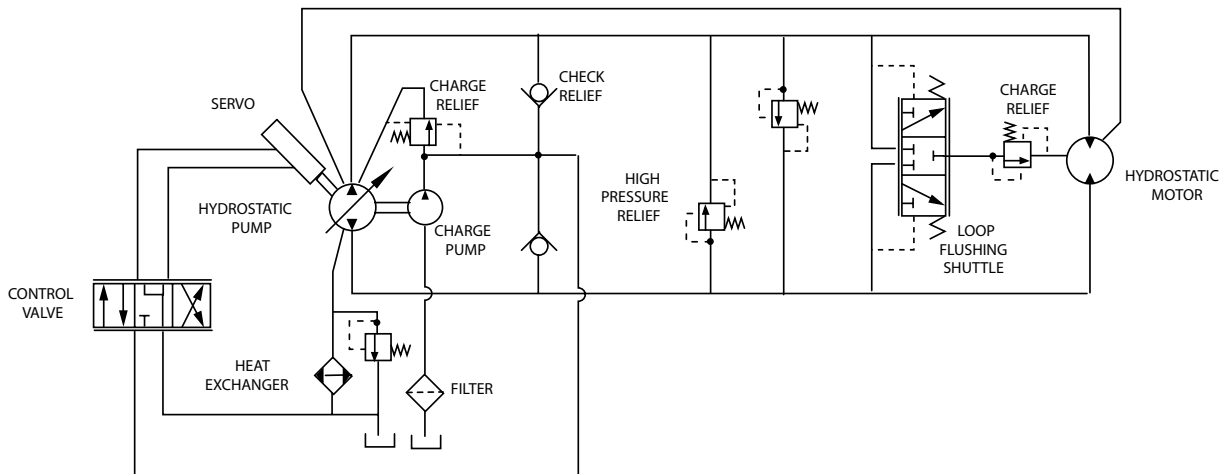 SERVO
CHARGE
RELIEF
CHECK
RELIEF
CHARGE
RELIEF
HYDROSTATIC
PUMP
CHARGE
PUMP
HIGH
PRESSURE
RELIEF
LOOP
FLUSHING
SHUTTLE
HYDROSTATIC
MOTOR
CONTROL
VALVE
HEAT
EXCHANGER
FILTER